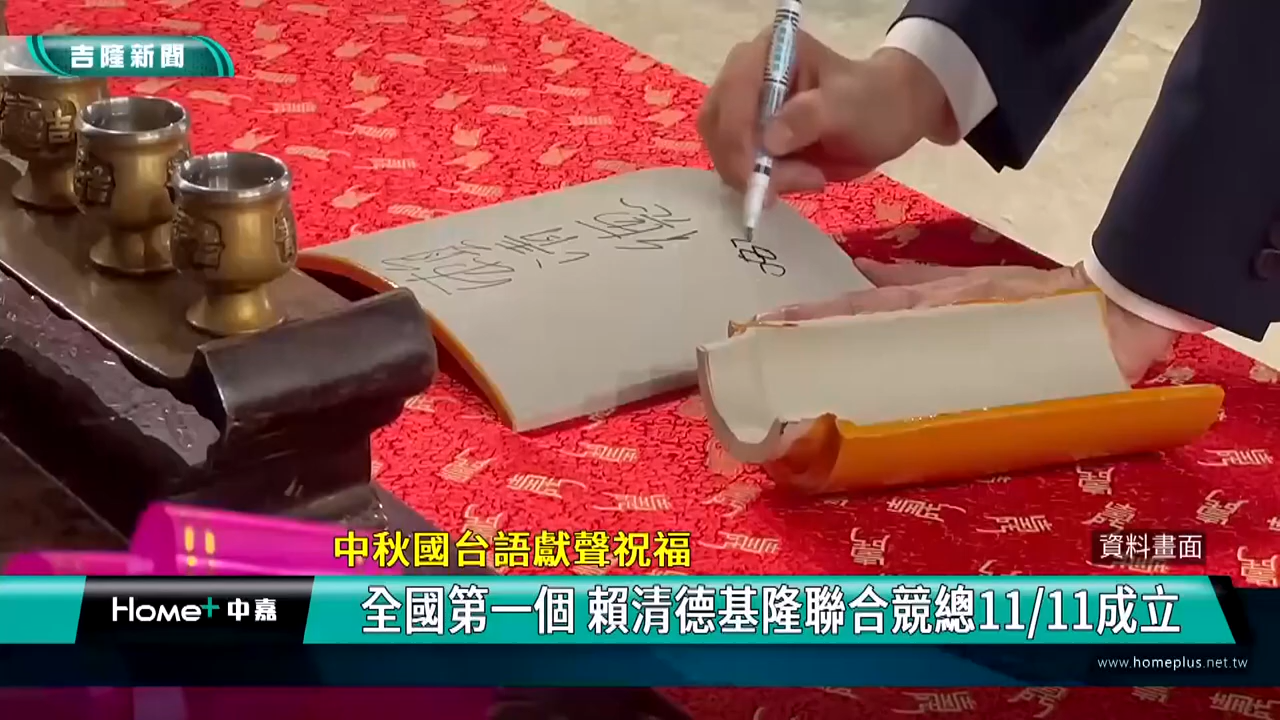 吉隆新聞
中秋國台語獻聲祝福
資料畫面
Home+ 中嘉
全國第一個 賴清德基隆聯合競總11/11成立
www.homeplus.net.tw